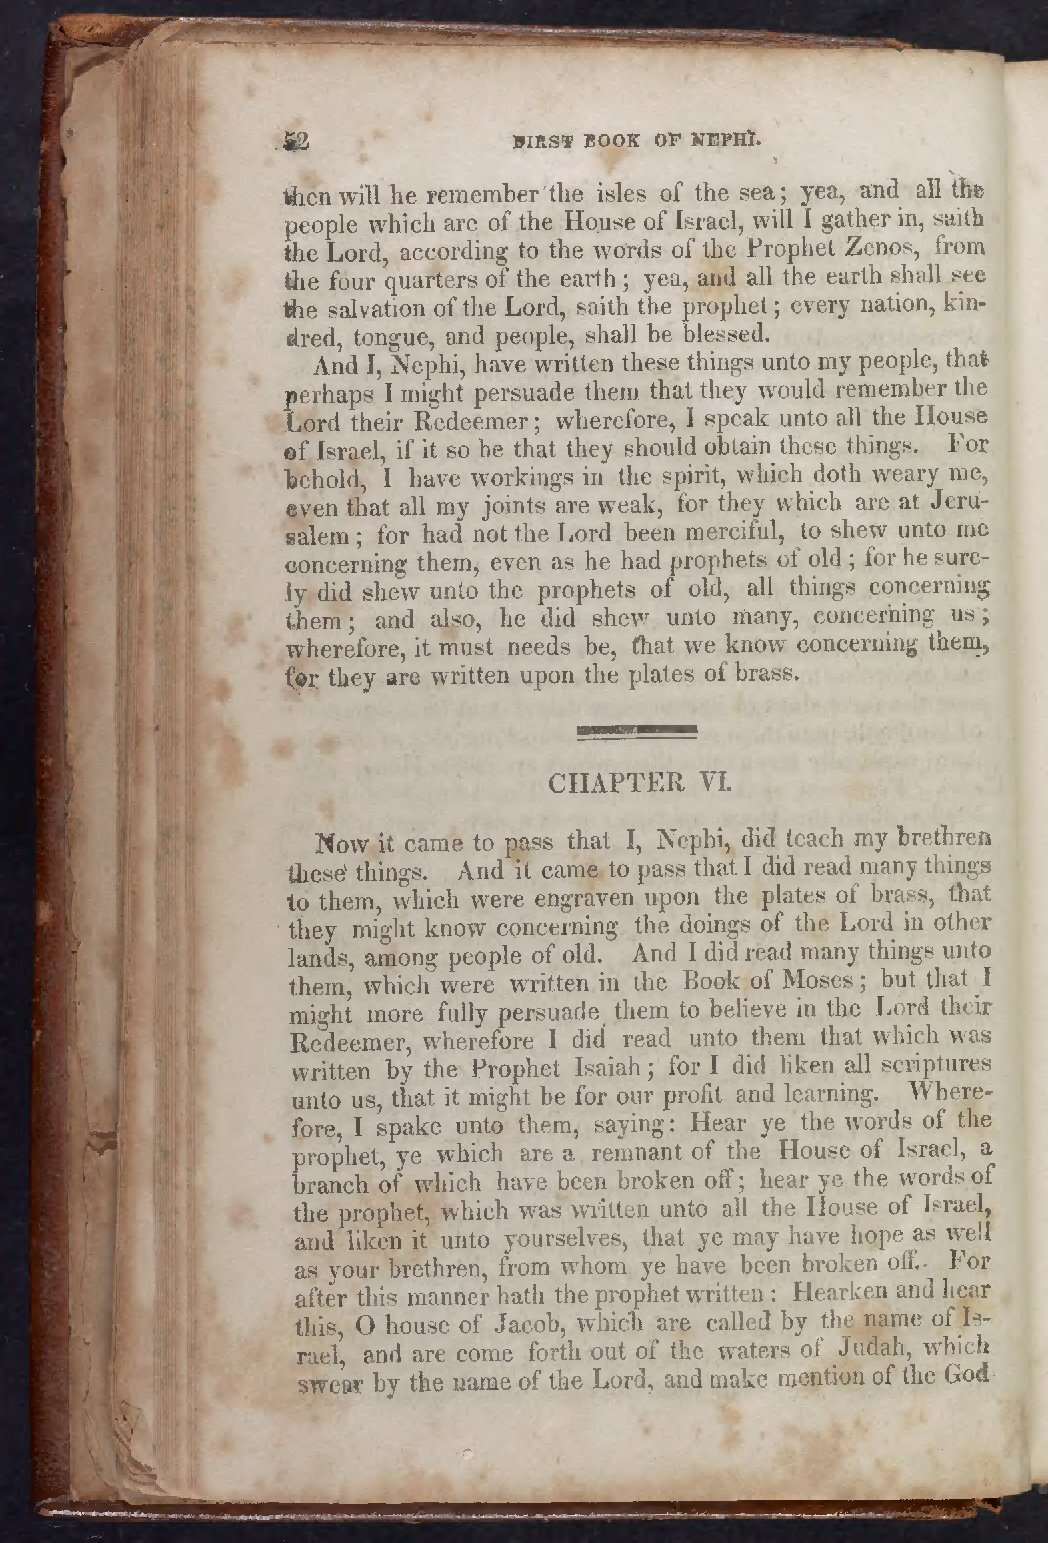 52 FIRST BOOK OF NEPHI.
then will he remember the isles of the sea; yea, and all the
people which are of the House of Israel, will I gather in, saith
the Lord, according to the words of the Prophet Zenos, from
the four quarters of the earth; yea, and all the earth shall see
the salvation of the Lord, saith the prophet; every nation, kin-
dred, tongue, and people, shall be blessed.
And I, Nephi, have written these things unto my people, that
perhaps I might persuade them that they would remember the
Lord their Redeemer; wherefore, I speak unto all the House
of Israel, if it so be that they should obtain these things. For
behold, I have workings in the spirit, which doth weary me,
even that all my joints are weak, for they which are at Jeru-
salem; for had not the Lord been merciful, to shew unto me
concerning them, even as he had prophets of old; for he sure-
ly did shew unto the prophets of old, all things concerning
them; and also, he did shew unto many, concerning us;
wherefore, it must needs be, that we know concerning them,
for they are written upon the plates of brass.
CHAPTER VI.
Now it came to pass that I, Nephi, did teach my brethren
these things. And it came to pass that I did read many things
to them, which were engraven upon the plates of brass, that
they might know concerning the doings of the Lord in other
lands, among people of old. And I did read many things unto
them, which were written in the Book of Moses; but that I
might more fully persuade them to believe in the Lord their
Redeemer, wherefore I did read unto them that which was
written by the Prophet Isaiah; for I did liken all scriptures
unto us, that it might be for our profit and learning. Where-
fore, I spake unto them, saying: Hear ye the words of the
prophet, ye which are a remnant of the House of Israel, a
branch of which have been broken off; hear ye the words of
the prophet, which was written unto all the House of Israel,
and liken it unto yourselves, that ye may have hope as well
as your brethren, from whom ye have been broken off. For
after this manner hath the prophet written: Hearken and hear
this, O house of Jacob, which are called by the name of Is-
rael, and are come forth out of the waters of Judah, which
swear by the name of the Lord, and make mention of the God